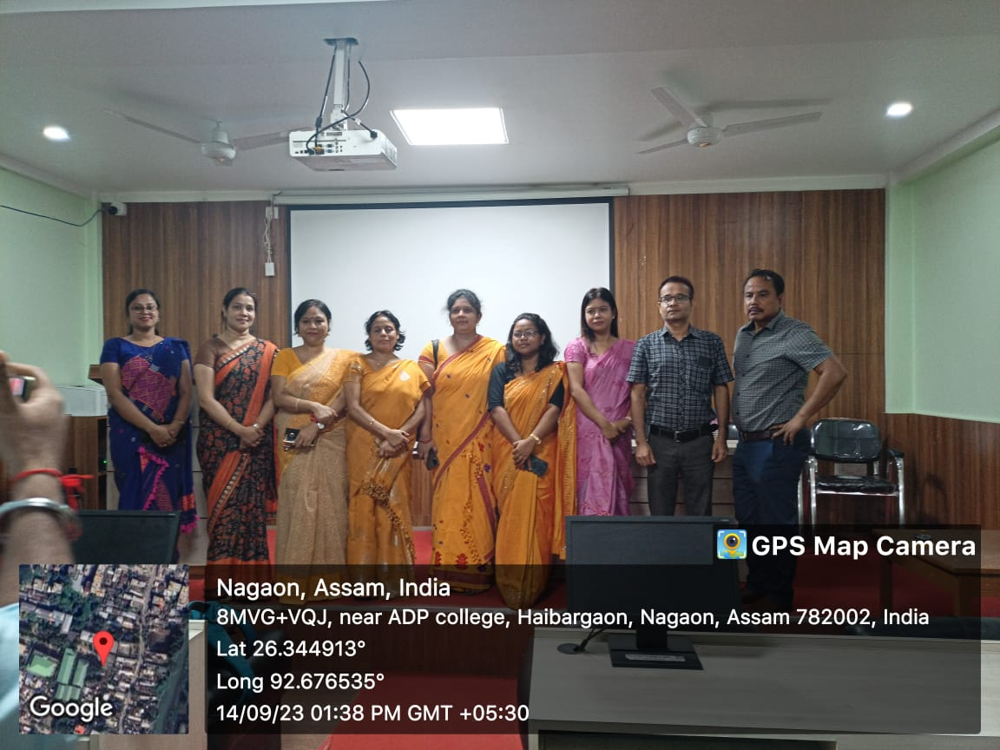 GPS Map Camera
Nagaon, Assam, India
8MVG+VQJ, near ADP college, Haibargaon, Nagaon, Assam 782002, India
Lat 26.344913°
Long 92.676535°
14/09/23 01:38 PM GMT +05:30
Google